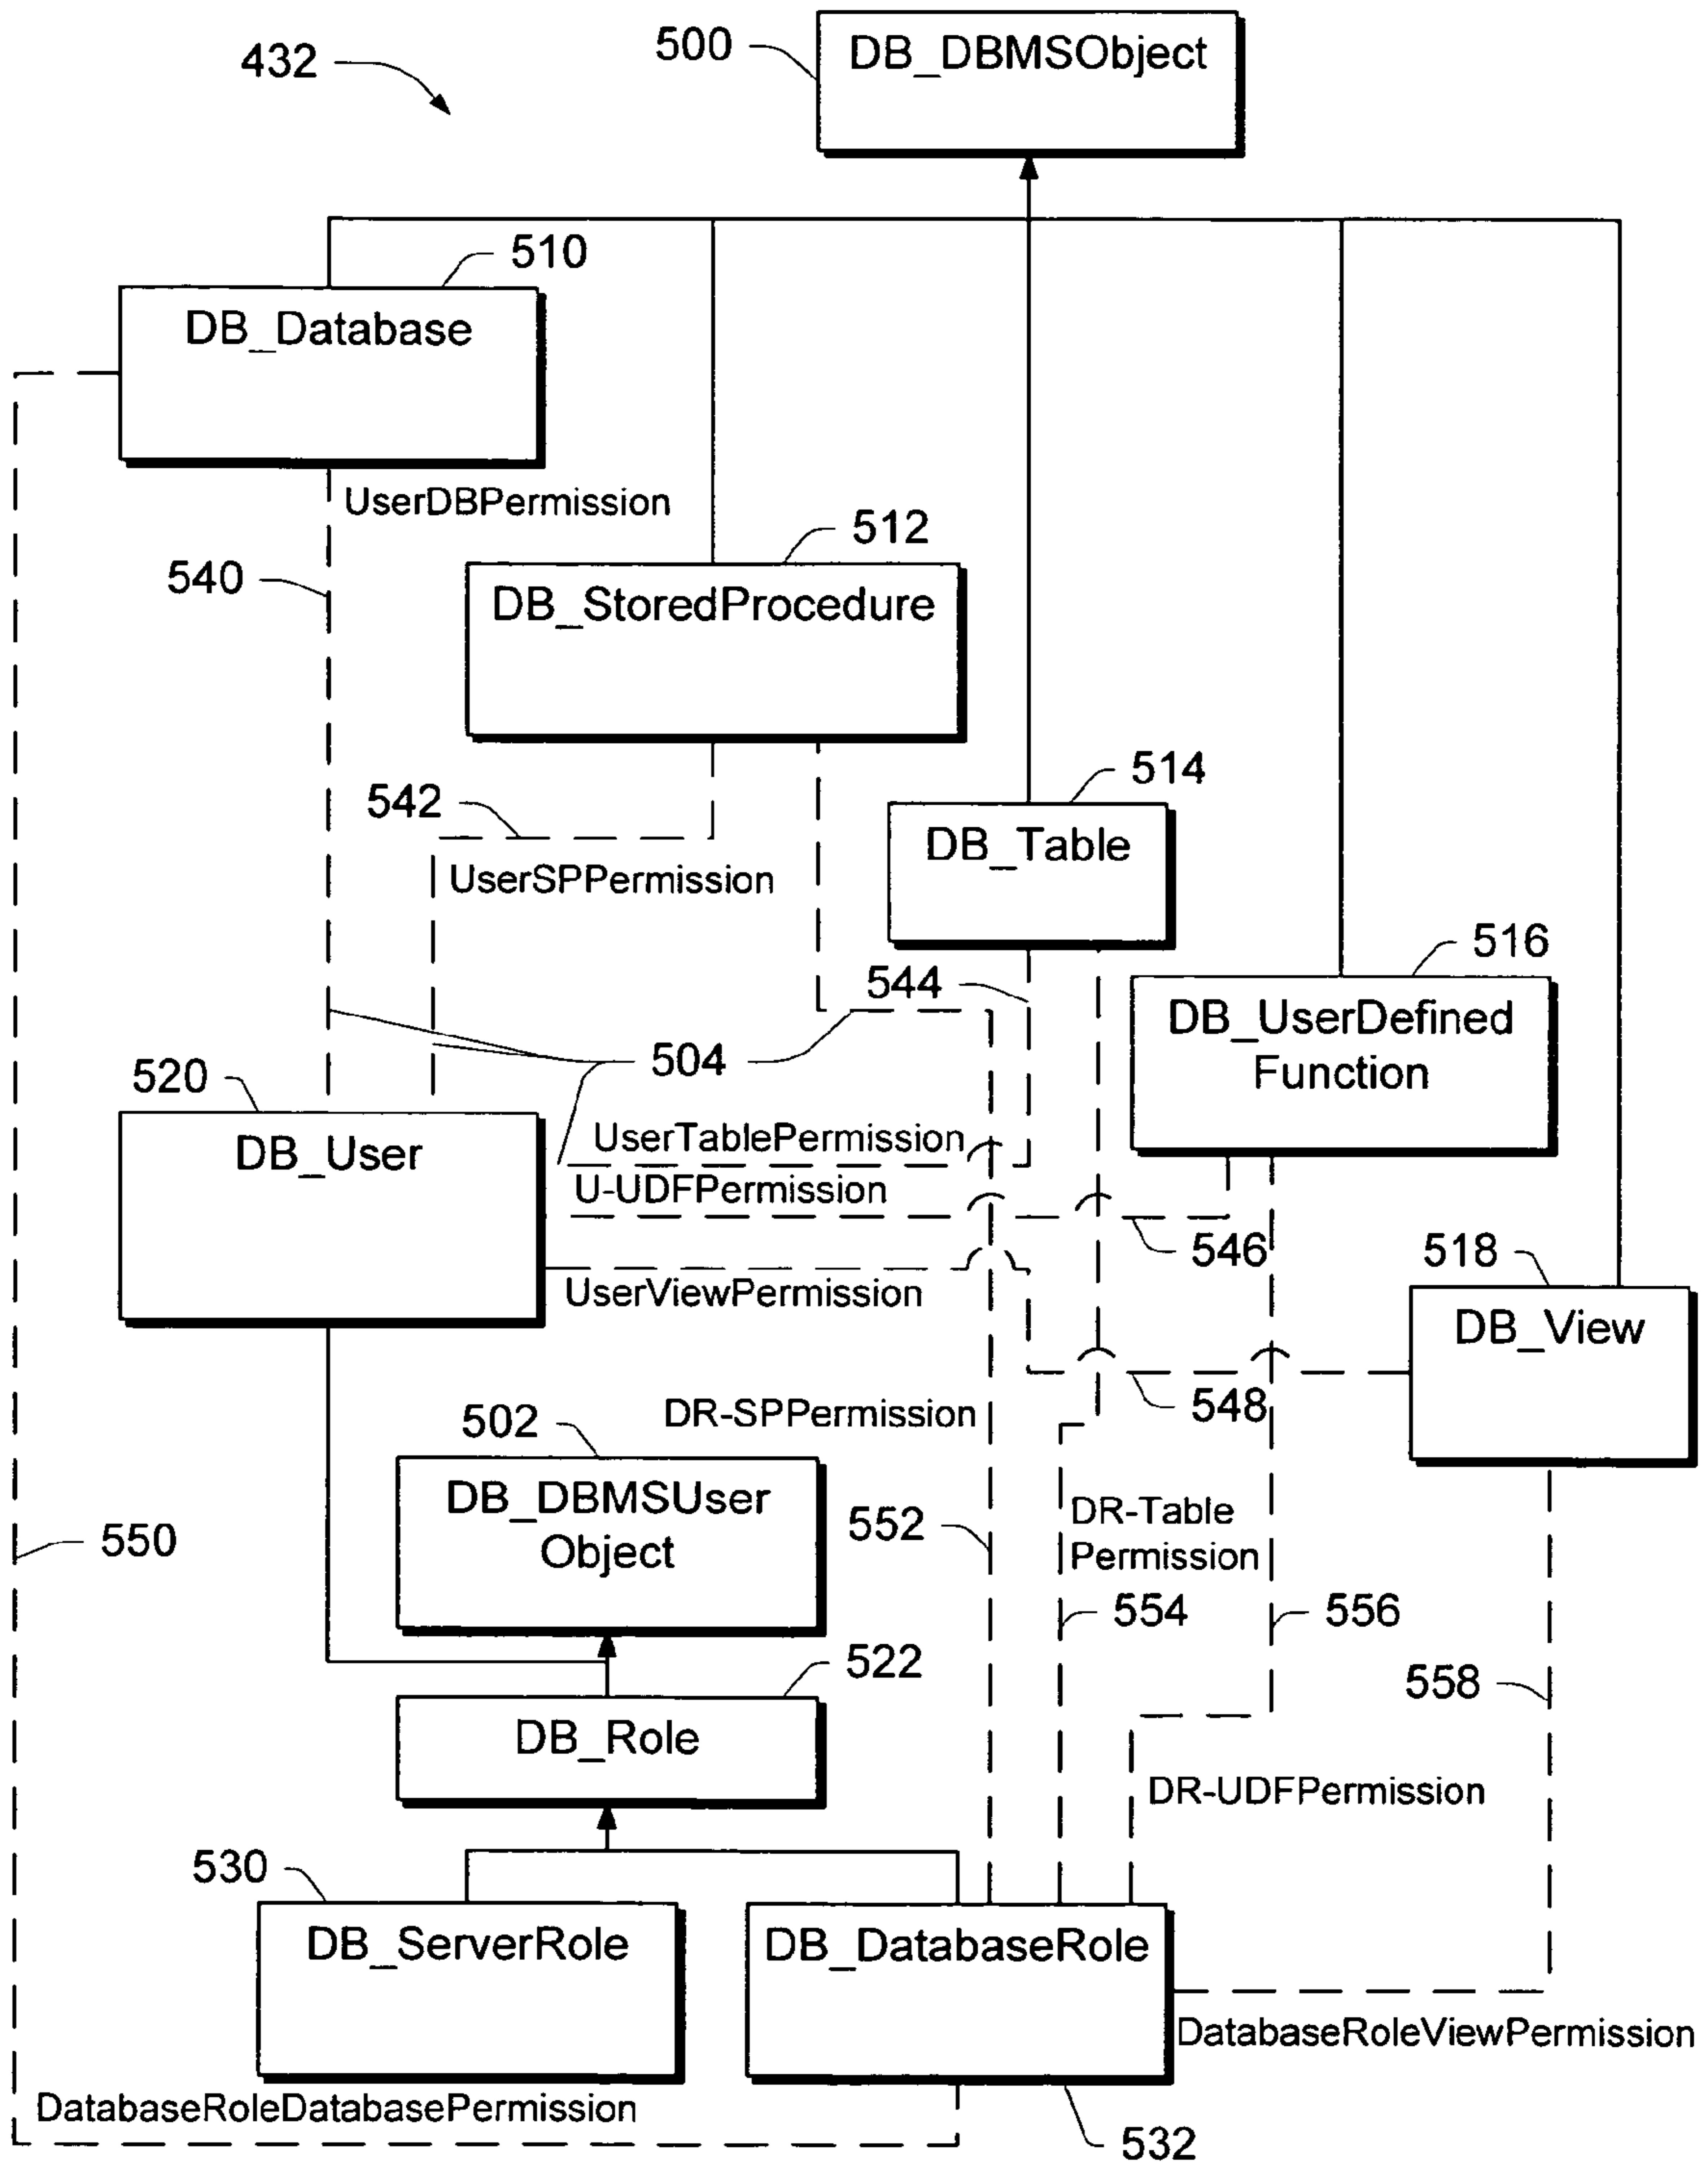 500
DB_DBMSObject
432
510
DB_Database
UserDBPermission
512
540
DB_StoredProcedure
514
542
DB_Table
UserSPPermission
516
544
DB_UserDefined
Function
504
520
UserTablePermission
DB_User
U-UDFPermission
546
518
UserViewPermission
DB_View
548
DR-SPPermission
502
DB_DBMSUser
Object
DR-Table
Permission
552
550
554
556
522
558
DB_Role
DR-UDFPermission
530
DB_ServerRole
DB_DatabaseRole
DatabaseRoleViewPermission
DatabaseRoleDatabasePermission
532